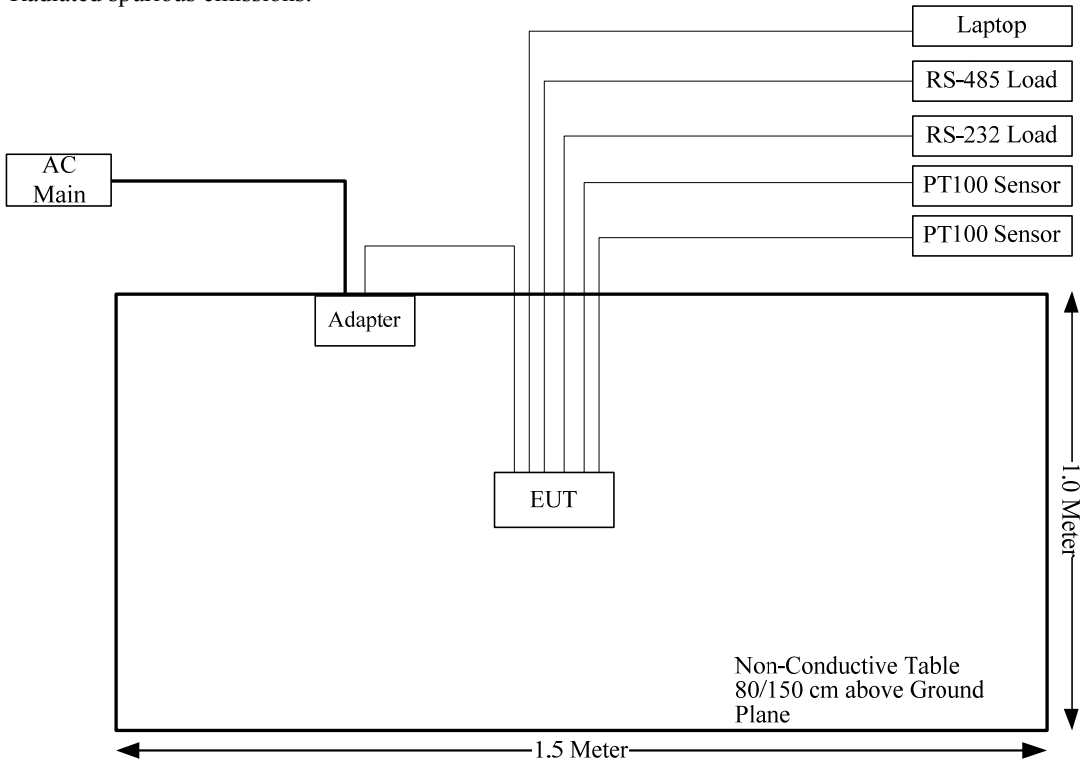 Radiated spurious emissions:
Laptop
RS-485 Load
RS-232 Load
AC
Main
PT100 Sensor
PT100 Sensor
Adapter
EUT
1.0 Meter
Non-Conductive Table
80/150 cm above Ground
Plane
1.5 Meter